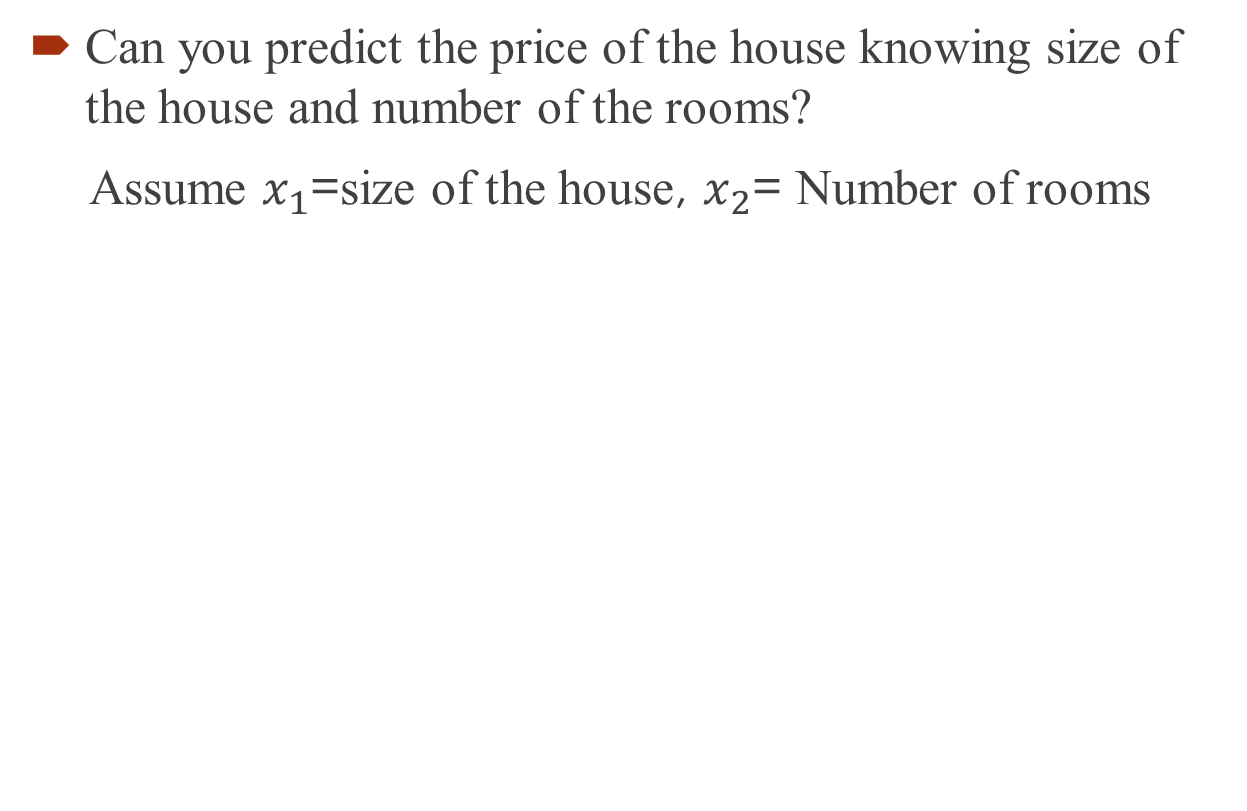 Can you predict the price of the house knowing size of
the house and number of the rooms?
Assume 𝑥₁=size of the house, 𝑥₂= Number of rooms